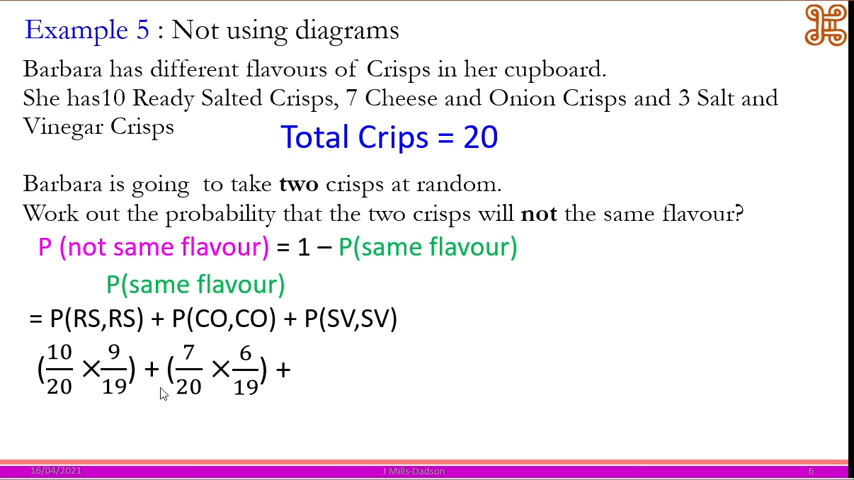 Example 5 : Not using diagrams
Barbara has different flavours of Crisps in her cupboard.
She has10 Ready Salted Crisps, 7 Cheese and Onion Crisps and 3 Salt and
Vinegar Crisps
Total Crips = 20
Barbara is going to take two crisps at random.
Work out the probability that the two crisps will not the same flavour?
P (not same flavour) = 1 – P(same flavour)
P(same flavour)
= P(RS,RS) + P(CO,CO) + P(SV,SV)
(10/20 × 9/19) + (7/20 × 6/19) +
16/04/2021 J Mills-Dadson 6